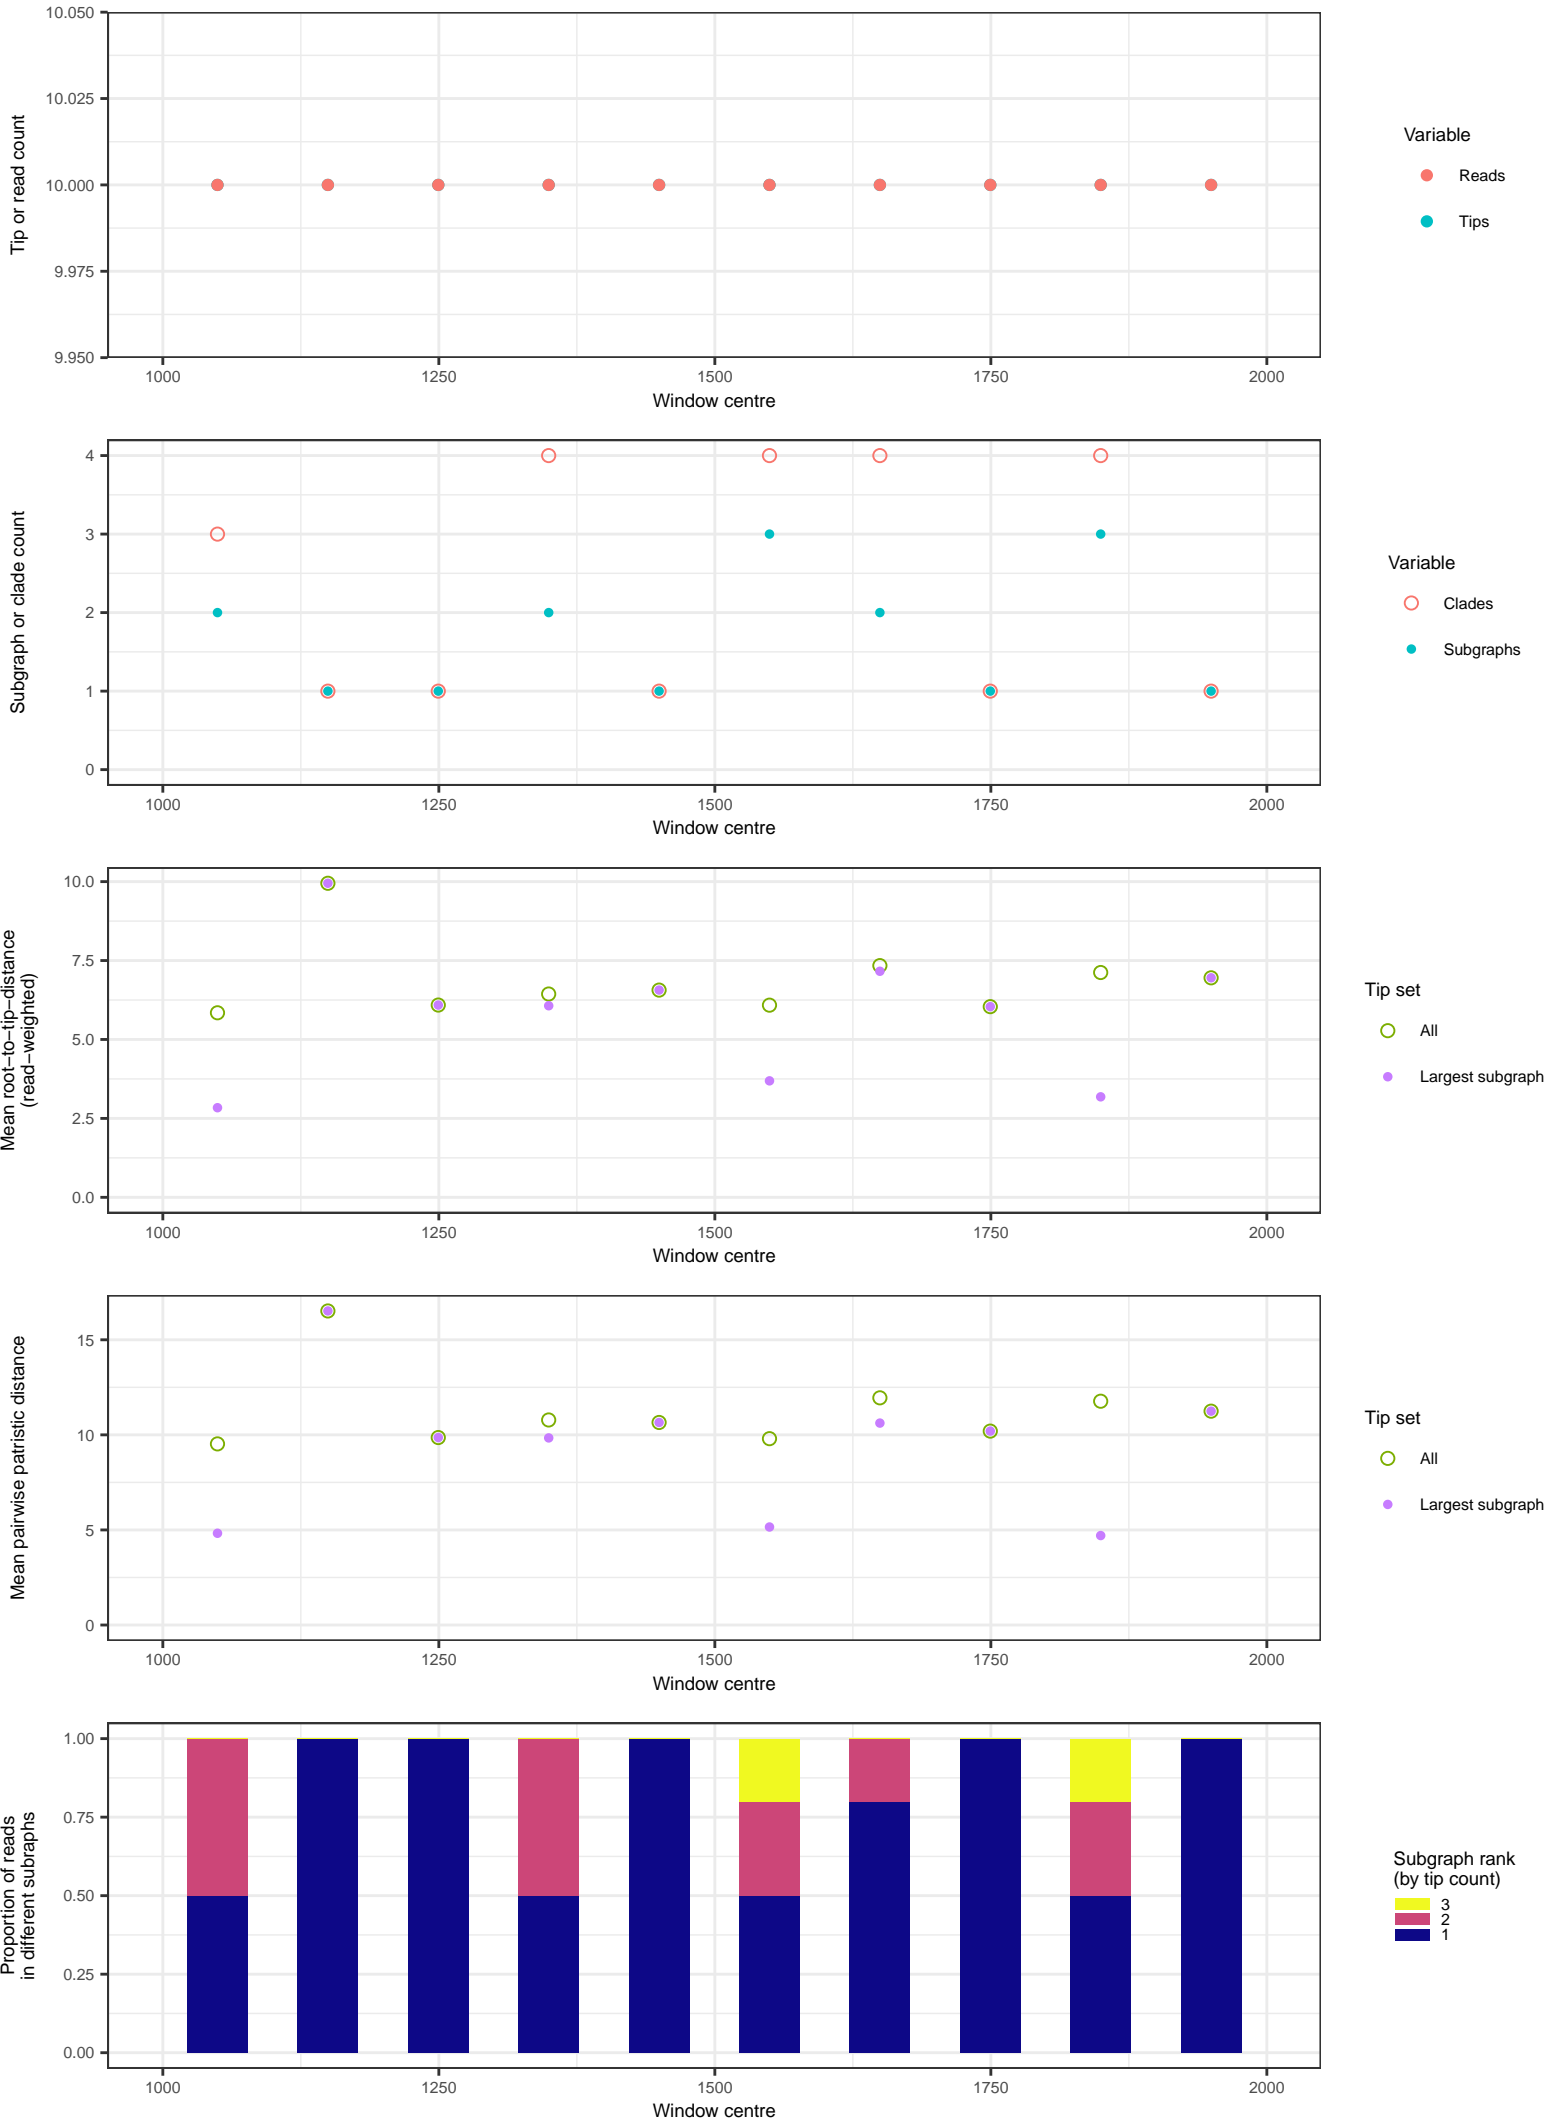 10.050
10.025
10.000
9.975
9.950
Tip or read count
1000 1250 1500 1750 2000
Window centre
Variable
Reads
Tips
4
3
2
1
0
Subgraph or clade count
1000 1250 1500 1750 2000
Window centre
Variable
Clades
Subgraphs
10.0
7.5
5.0
2.5
0.0
Mean root−to−tip−distance
(read−weighted)
1000 1250 1500 1750 2000
Window centre
Tip set
All
Largest subgraph
15
10
5
0
Mean pairwise patristic distance
1000 1250 1500 1750 2000
Window centre
Tip set
All
Largest subgraph
1.00
0.75
0.50
0.25
0.00
Proportion of reads
in different subraphs
1000 1250 1500 1750 2000
Window centre
Subgraph rank
(by tip count)
3
2
1